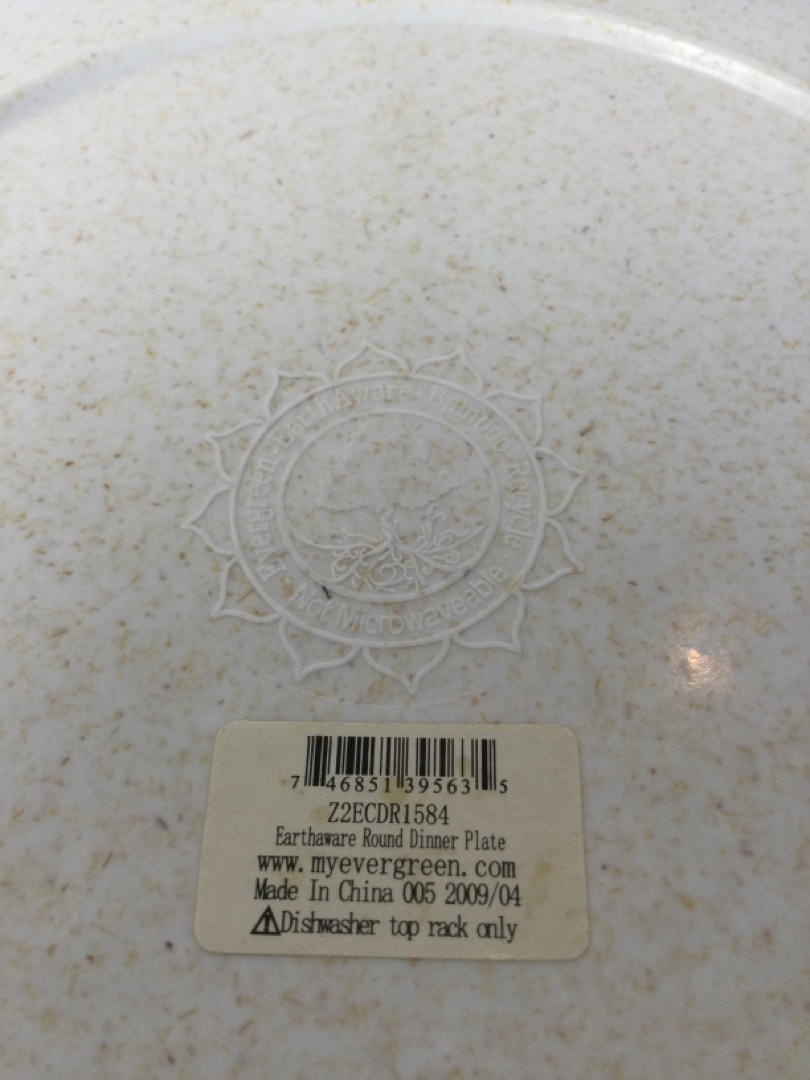 Evergreen · EarthAware · Bamboo · Recycle ·
Not Microwaveable
7 46851 39563 5
Z2ECDR1584
Earthaware Round Dinner Plate
www.myevergreen.com
Made In China 005 2009/04
Dishwasher top rack only